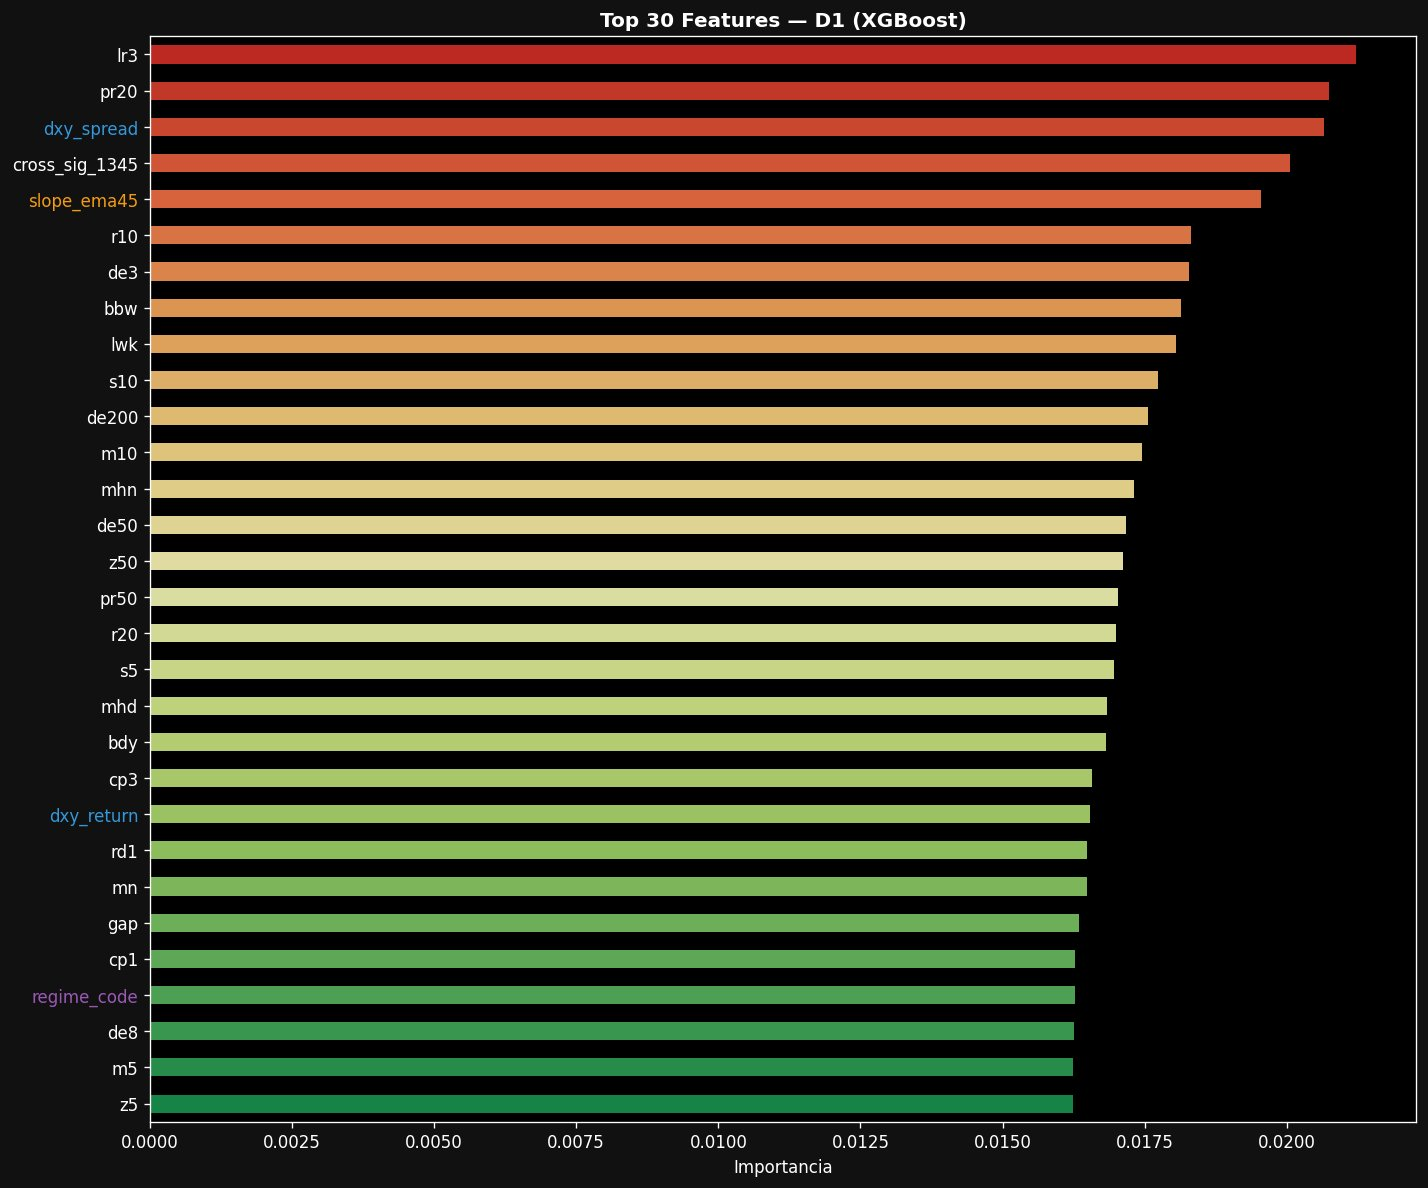 Top 30 Features — D1 (XGBoost)
lr3
pr20
dxy_spread
cross_sig_1345
slope_ema45
r10
de3
bbw
lwk
s10
de200
m10
mhn
de50
z50
pr50
r20
s5
mhd
bdy
cp3
dxy_return
rd1
mn
gap
cp1
regime_code
de8
m5
z5
0.0000 0.0025 0.0050 0.0075 0.0100 0.0125 0.0150 0.0175 0.0200
Importancia